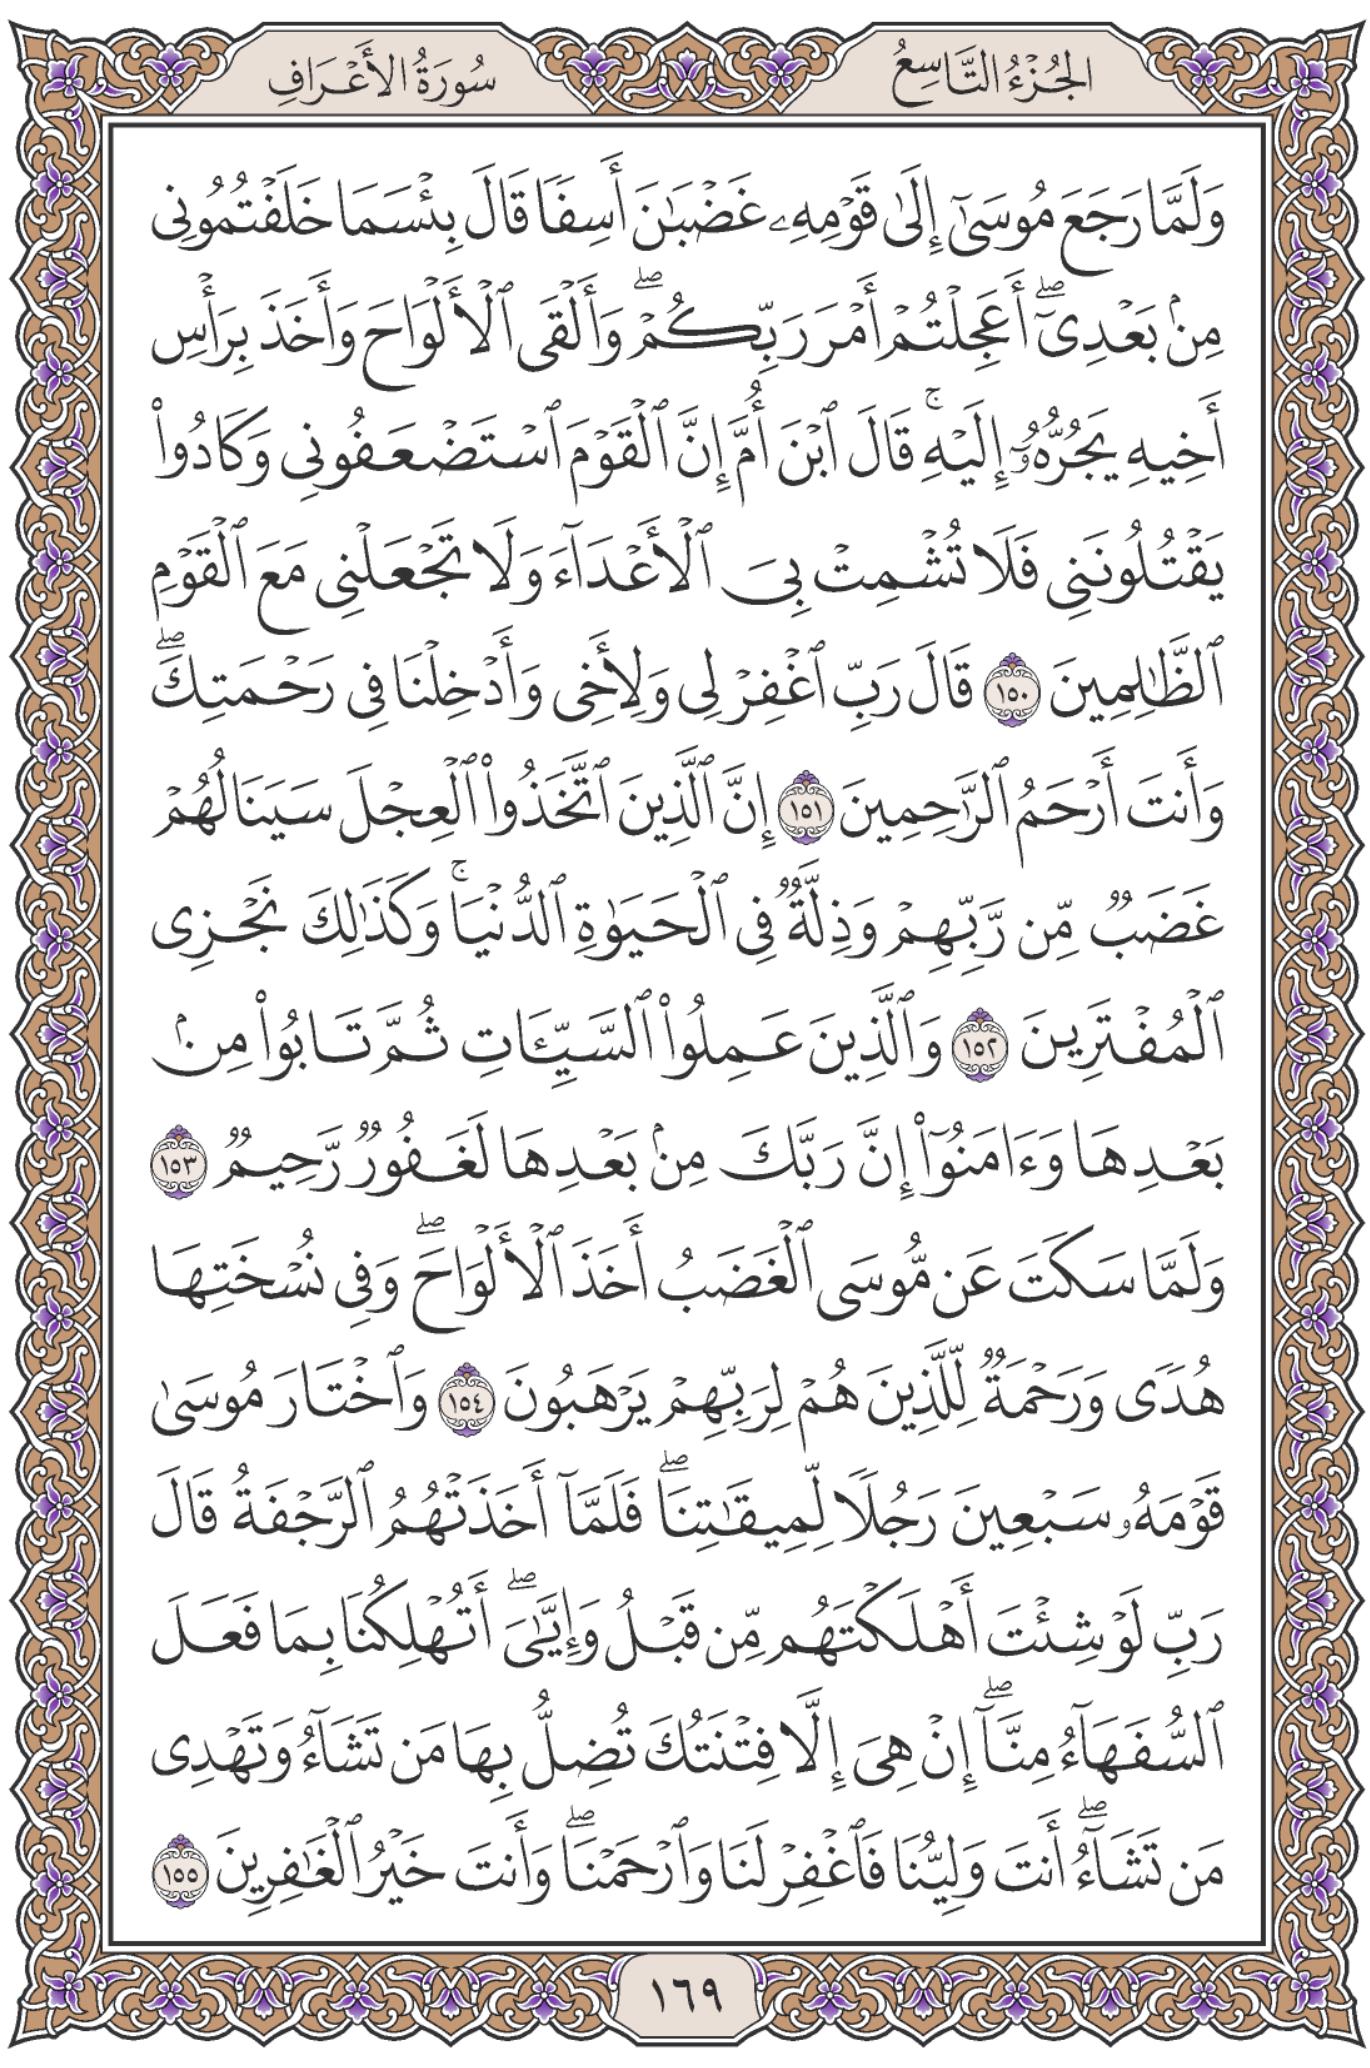 الجُزْءُ التَّاسِعُ
سُورَةُ الأَعْرَافِ
وَلَمَّا رَجَعَ مُوسَىٰٓ إِلَىٰ قَوْمِهِۦ غَضْبَٰنَ أَسِفًا قَالَ بِئْسَمَا خَلَفْتُمُونِى
مِنۢ بَعْدِىٓۖ أَعَجِلْتُمْ أَمْرَ رَبِّكُمْۖ وَأَلْقَى ٱلْأَلْوَاحَ وَأَخَذَ بِرَأْسِ
أَخِيهِ يَجُرُّهُۥٓ إِلَيْهِۚ قَالَ ٱبْنَ أُمَّ إِنَّ ٱلْقَوْمَ ٱسْتَضْعَفُونِى وَكَادُوا۟
يَقْتُلُونَنِى فَلَا تُشْمِتْ بِىَ ٱلْأَعْدَآءَ وَلَا تَجْعَلْنِى مَعَ ٱلْقَوْمِ
ٱلظَّٰلِمِينَ ١٥٠ قَالَ رَبِّ ٱغْفِرْ لِى وَلِأَخِى وَأَدْخِلْنَا فِى رَحْمَتِكَۖ
وَأَنتَ أَرْحَمُ ٱلرَّٰحِمِينَ ١٥١ إِنَّ ٱلَّذِينَ ٱتَّخَذُوا۟ ٱلْعِجْلَ سَيَنَالُهُمْ
غَضَبٌ مِّن رَّبِّهِمْ وَذِلَّةٌ فِى ٱلْحَيَوٰةِ ٱلدُّنْيَاۚ وَكَذَٰلِكَ نَجْزِى
ٱلْمُفْتَرِينَ ١٥٢ وَٱلَّذِينَ عَمِلُوا۟ ٱلسَّيِّـَٔاتِ ثُمَّ تَابُوا۟ مِنۢ
بَعْدِهَا وَءَامَنُوٓا۟ إِنَّ رَبَّكَ مِنۢ بَعْدِهَا لَغَفُورٌ رَّحِيمٌ ١٥٣
وَلَمَّا سَكَتَ عَن مُّوسَى ٱلْغَضَبُ أَخَذَ ٱلْأَلْوَاحَۖ وَفِى نُسْخَتِهَا
هُدًى وَرَحْمَةٌ لِّلَّذِينَ هُمْ لِرَبِّهِمْ يَرْهَبُونَ ١٥٤ وَٱخْتَارَ مُوسَىٰ
قَوْمَهُۥ سَبْعِينَ رَجُلًا لِّمِيقَٰتِنَاۖ فَلَمَّآ أَخَذَتْهُمُ ٱلرَّجْفَةُ قَالَ
رَبِّ لَوْ شِئْتَ أَهْلَكْتَهُم مِّن قَبْلُ وَإِيَّٰىَۖ أَتُهْلِكُنَا بِمَا فَعَلَ
ٱلسُّفَهَآءُ مِنَّآۖ إِنْ هِىَ إِلَّا فِتْنَتُكَ تُضِلُّ بِهَا مَن تَشَآءُ وَتَهْدِى
مَن تَشَآءُۖ أَنتَ وَلِيُّنَا فَٱغْفِرْ لَنَا وَٱرْحَمْنَاۖ وَأَنتَ خَيْرُ ٱلْغَٰفِرِينَ ١٥٥
١٦٩